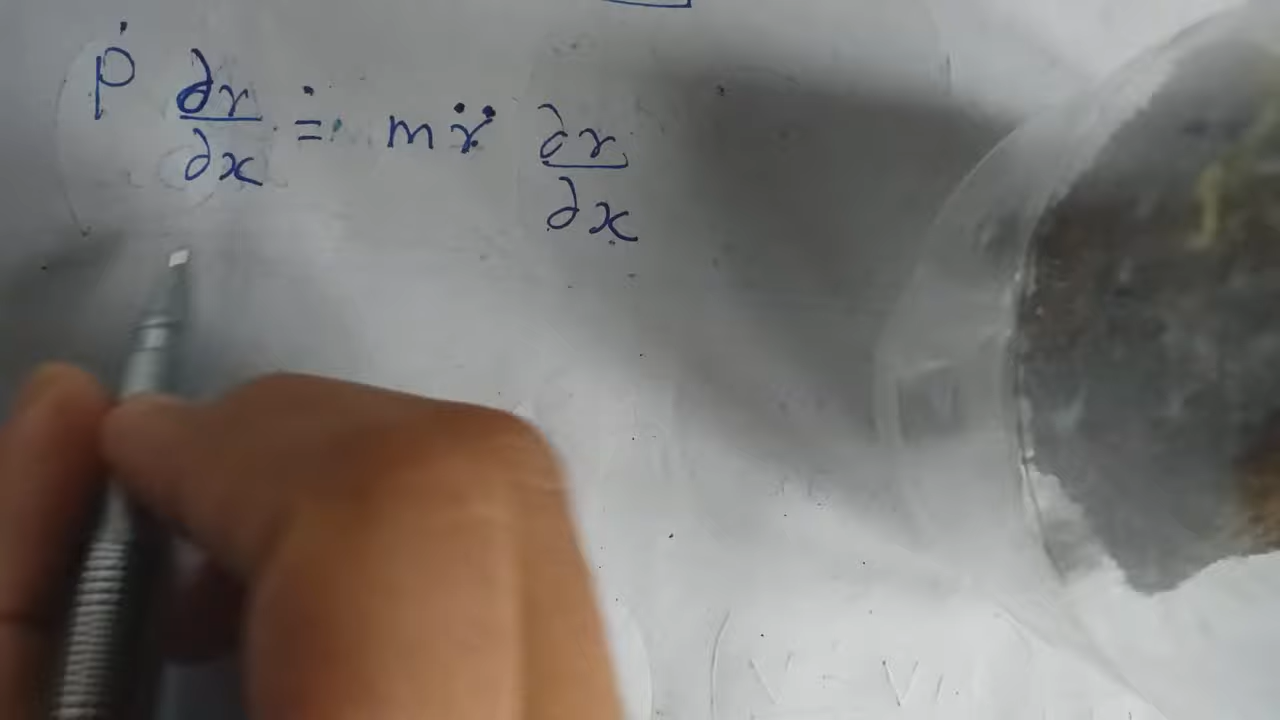 ṗ ∂r/∂x = m r̈ ∂r/∂x